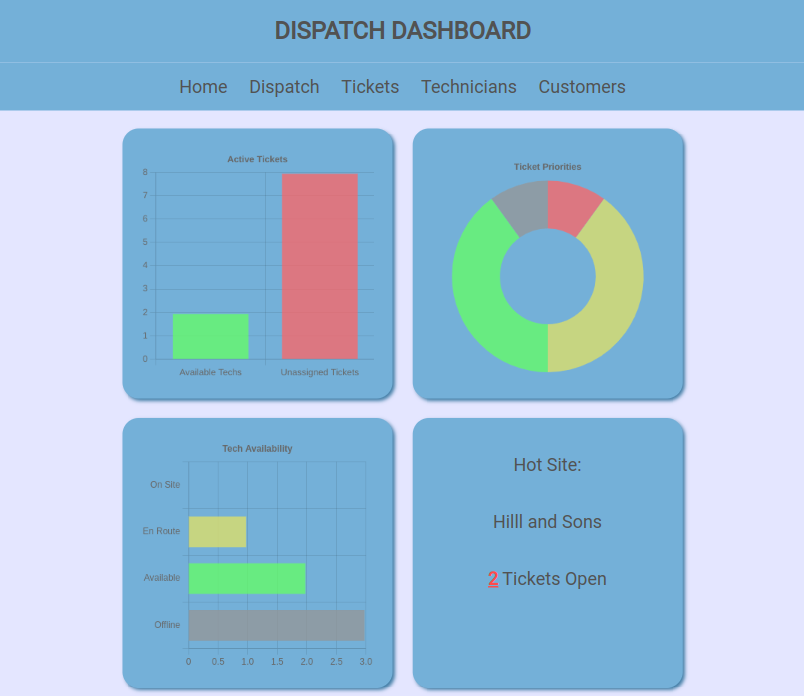 DISPATCH DASHBOARD
Home Dispatch Tickets Technicians Customers
Active Tickets
8
7
6
5
4
3
2
1
0
Available Techs Unassigned Tickets
Ticket Priorities
Tech Availability
On Site
En Route
Available
Offline
0 0.5 1.0 1.5 2.0 2.5 3.0
Hot Site:
Hilll and Sons
2 Tickets Open